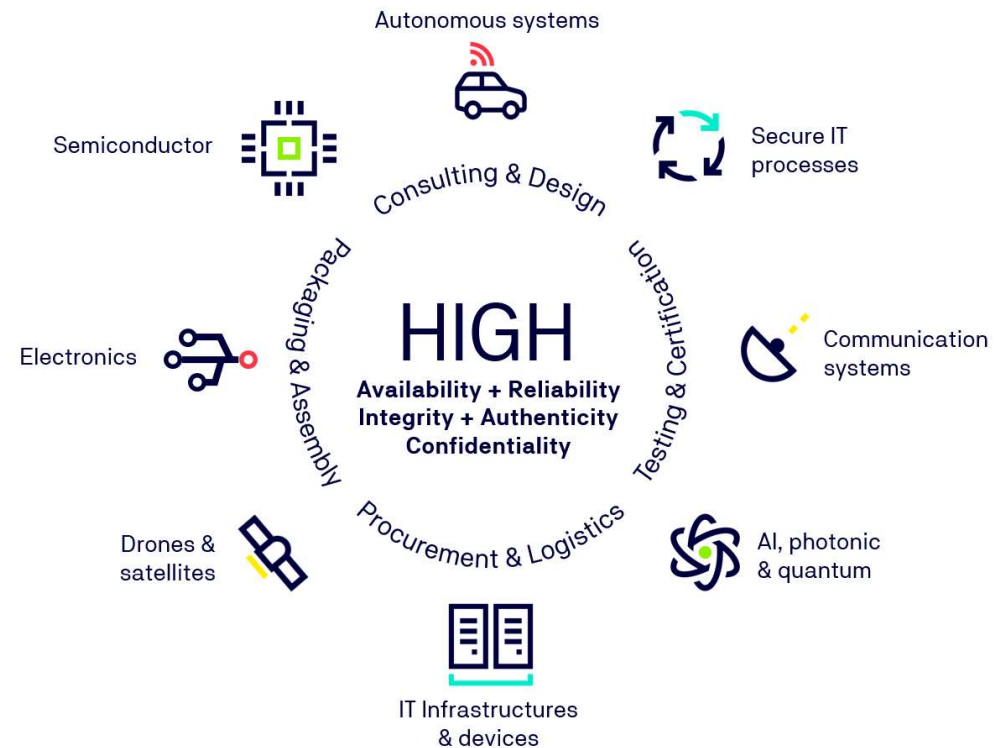 Autonomous systems
Semiconductor
Secure IT
processes
Consulting & Design
Packaging & Assembly
Testing & Certification
HIGH
Availability + Reliability
Integrity + Authenticity
Confidentiality
Electronics
Communication
systems
Procurement & Logistics
Drones &
satellites
AI, photonic
& quantum
IT Infrastructures
& devices